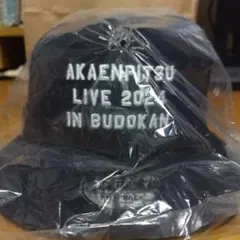 AKAENPITSU
LIVE 2024
IN BUDOKAN